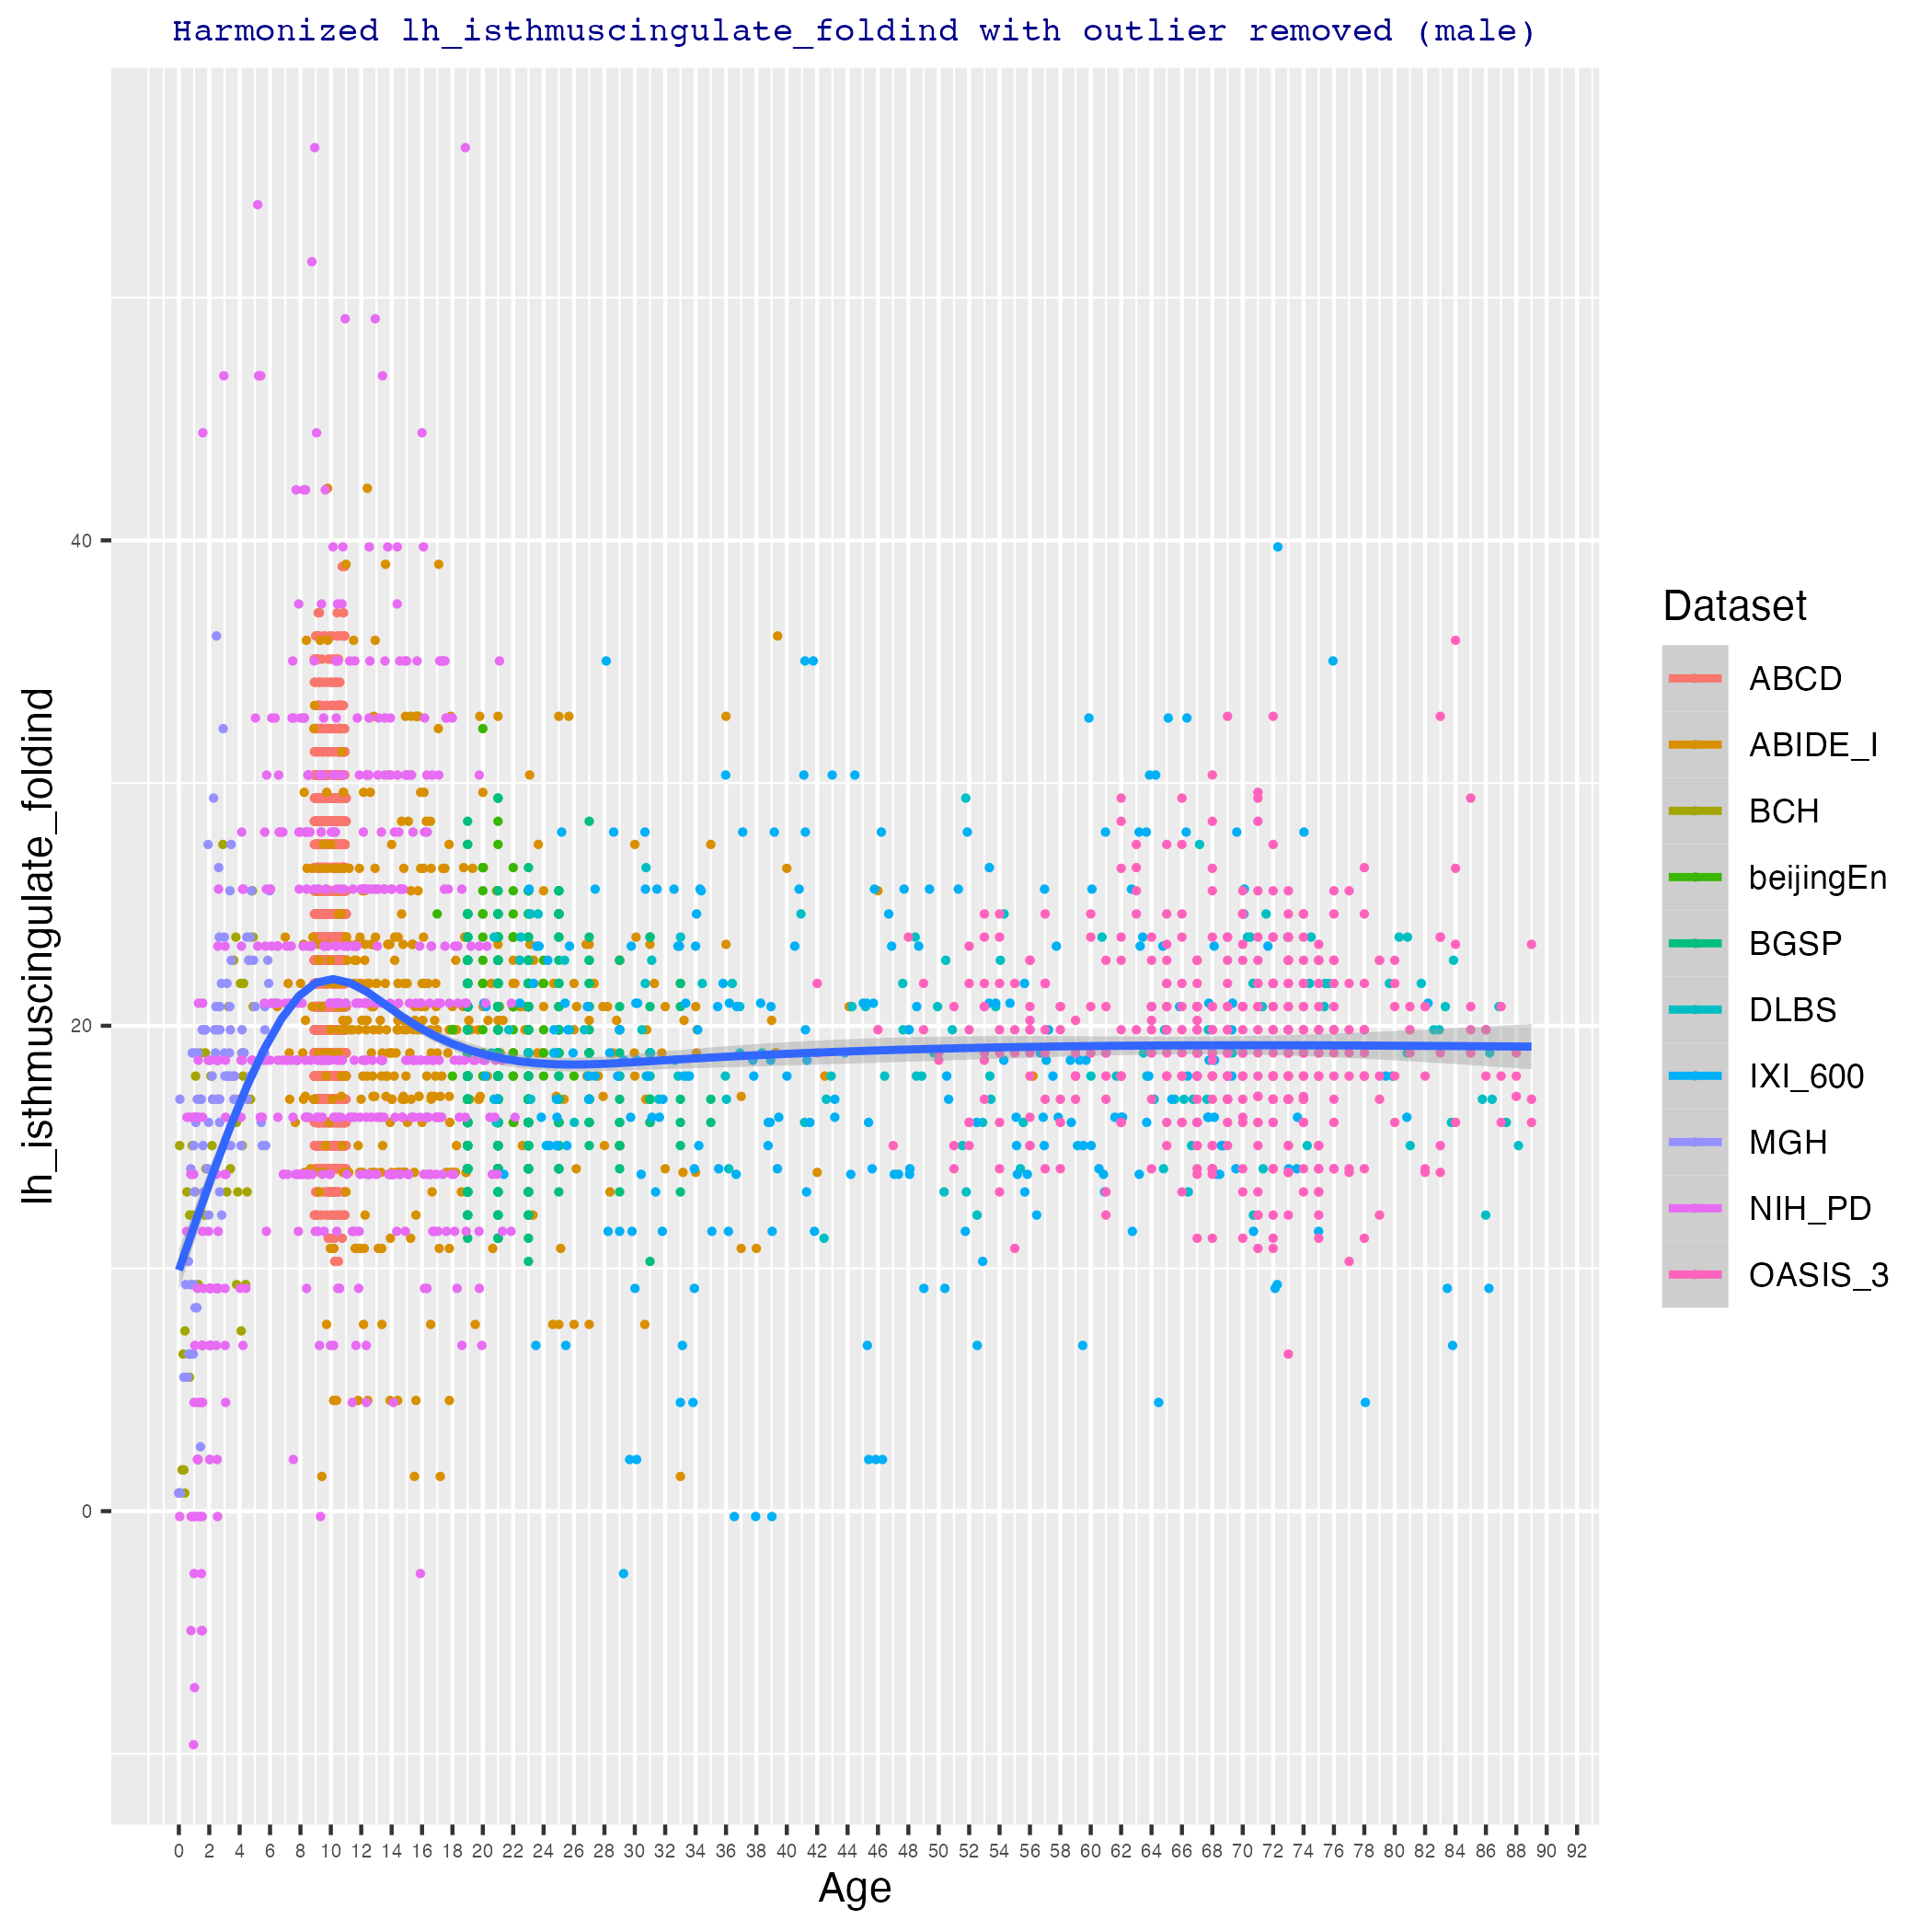 Harmonized lh_isthmuscingulate_foldind with outlier removed (male)
lh_isthmuscingulate_foldind
40
20
0
0 2 4 6 8 10 12 14 16 18 20 22 24 26 28 30 32 34 36 38 40 42 44 46 48 50 52 54 56 58 60 62 64 66 68 70 72 74 76 78 80 82 84 86 88 90 92
Age
Dataset
ABCD
ABIDE_I
BCH
beijingEn
BGSP
DLBS
IXI_600
MGH
NIH_PD
OASIS_3